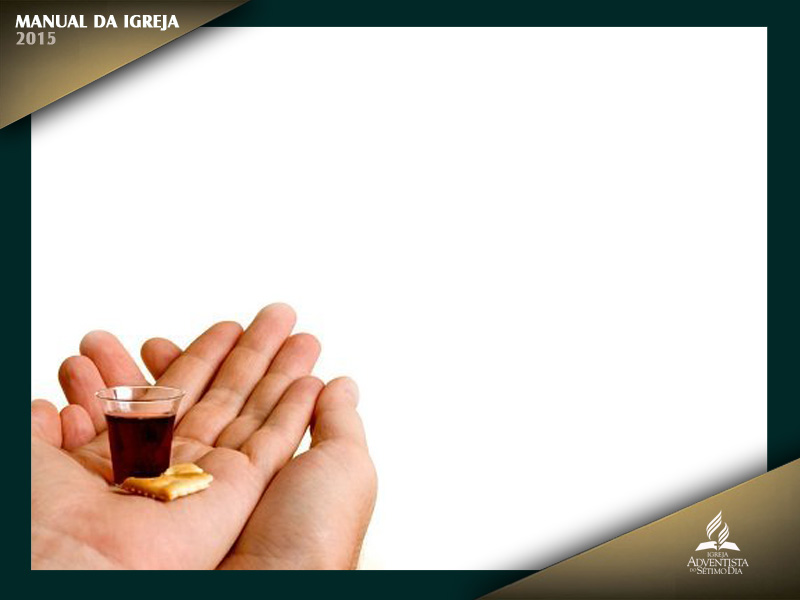 MANUAL DA IGREJA
2015
IGREJA
ADVENTISTA
DO SÉTIMO DIA